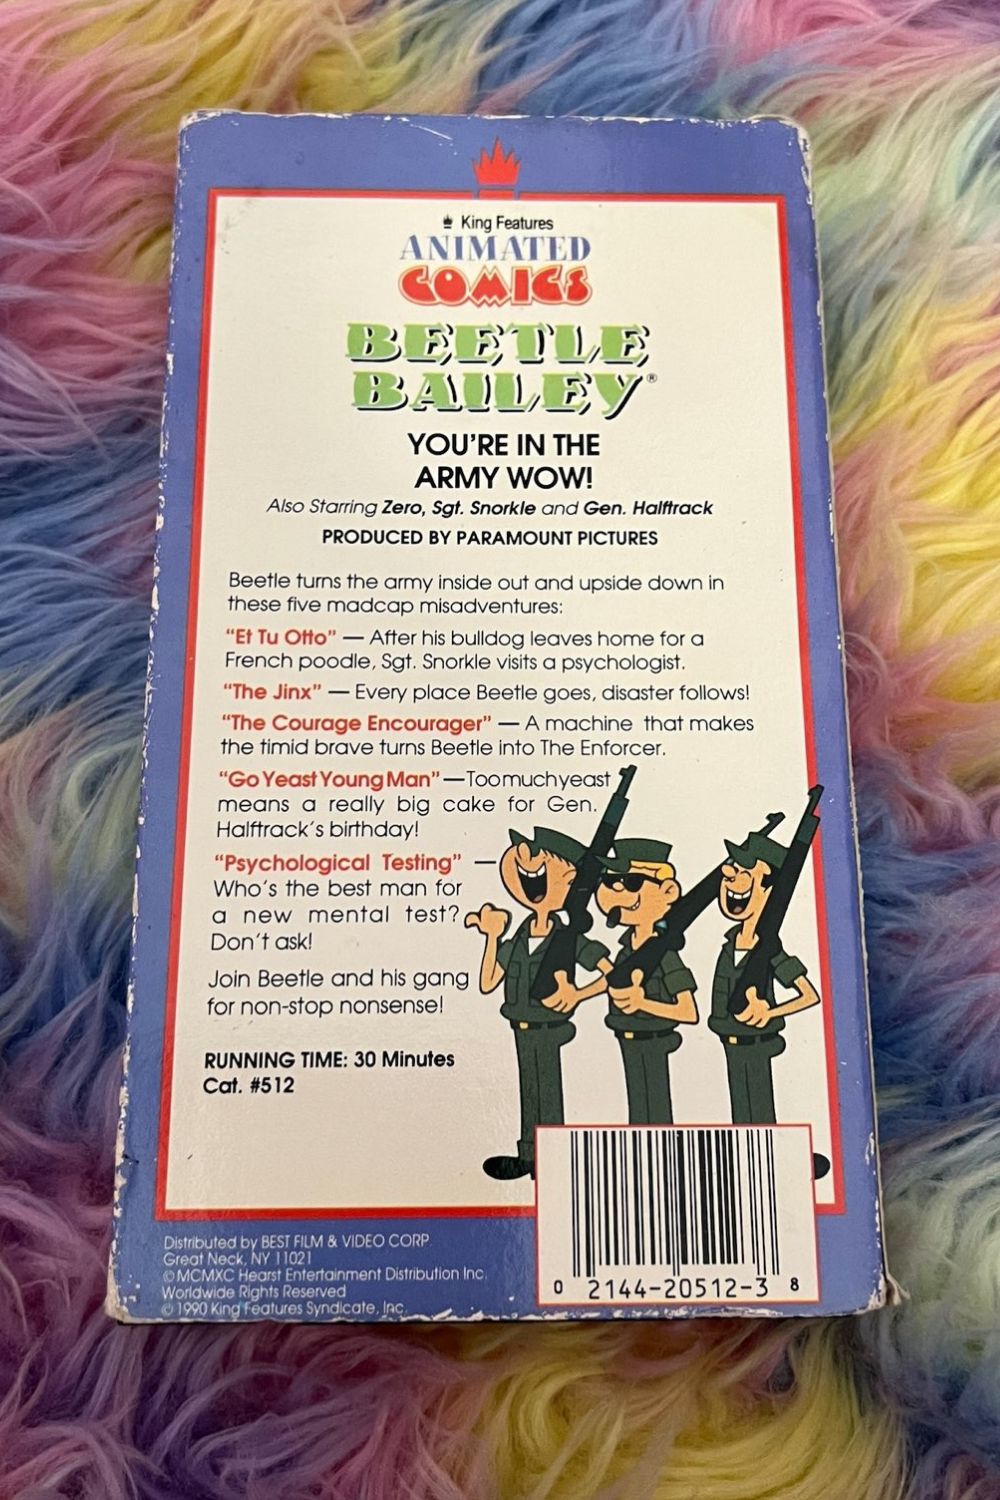 King Features
ANIMATED
COMICS
BEETLE
BAILEY®
YOU'RE IN THE
ARMY WOW!
Also Starring Zero, Sgt. Snorkle and Gen. Halftrack
PRODUCED BY PARAMOUNT PICTURES
Beetle turns the army inside out and upside down in
these five madcap misadventures:
"Et Tu Otto" — After his bulldog leaves home for a
French poodle, Sgt. Snorkle visits a psychologist.
"The Jinx" — Every place Beetle goes, disaster follows!
"The Courage Encourager" — A machine that makes
the timid brave turns Beetle into The Enforcer.
"Go Yeast Young Man" — Too much yeast
means a really big cake for Gen.
Halftrack's birthday!
"Psychological Testing" —
Who's the best man for
a new mental test?
Don't ask!
Join Beetle and his gang
for non-stop nonsense!
RUNNING TIME: 30 Minutes
Cat. #512
Distributed by BEST FILM & VIDEO CORP.
Great Neck, NY 11021
© MCMXC Hearst Entertainment Distribution Inc.
Worldwide Rights Reserved
© 1990 King Features Syndicate, Inc.
0 2144-20512-3 8